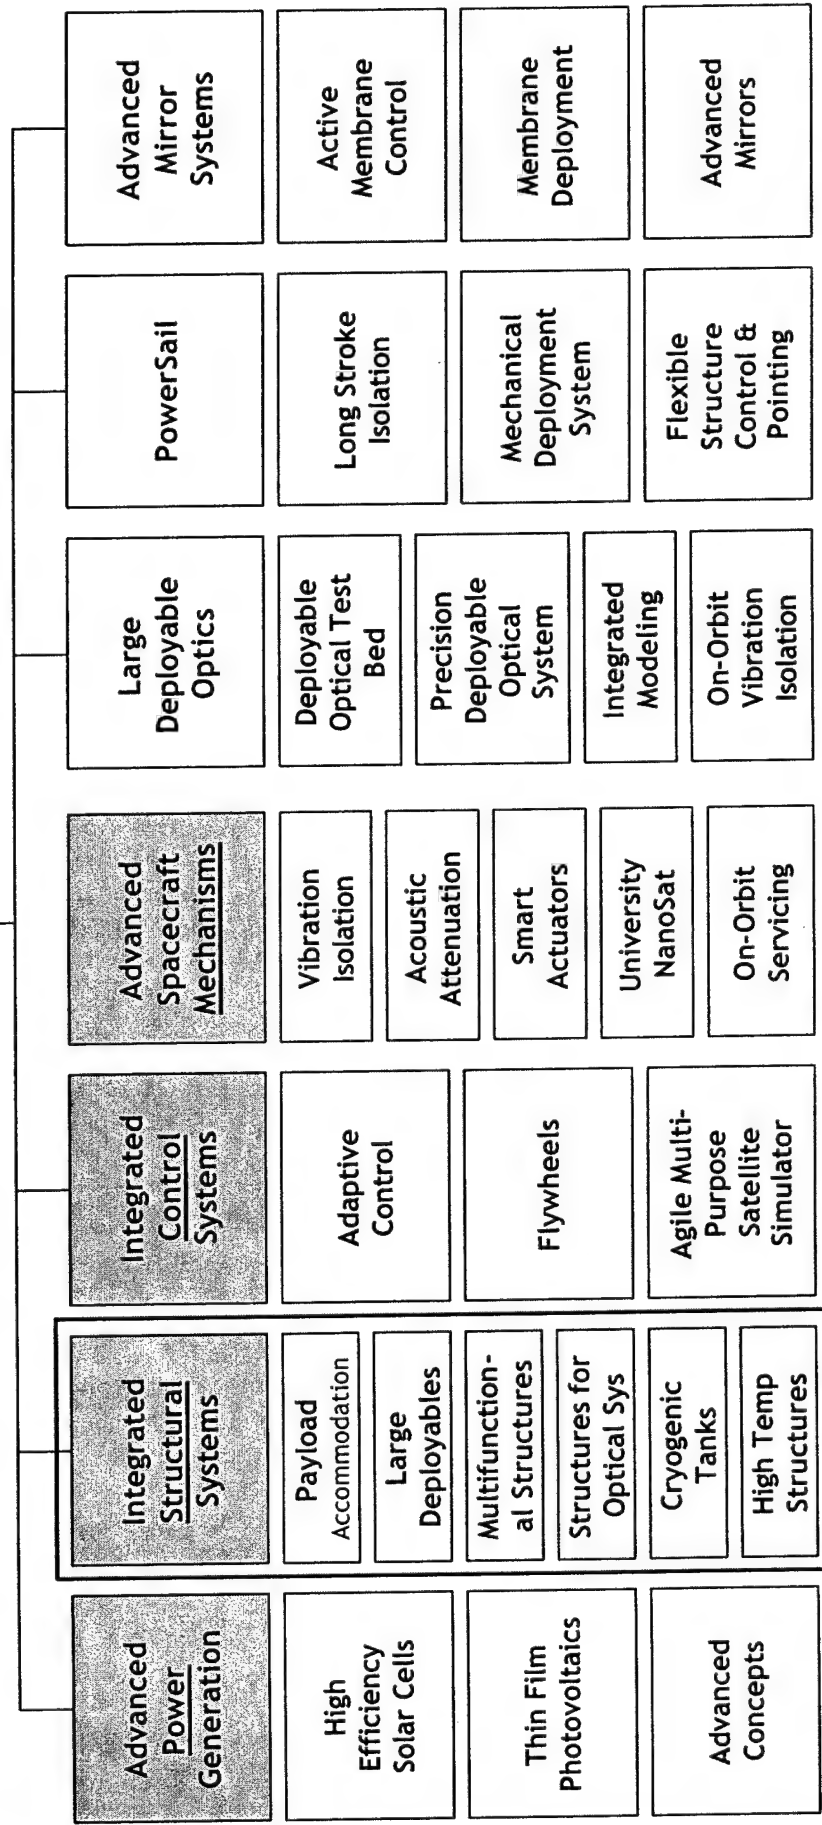 Advanced
Power
Generation
High
Efficiency
Solar Cells
Thin Film
Photovoltaics
Advanced
Concepts
Integrated
Structural
Systems
Payload
Accommodation
Large
Deployables
Multifunction-
al Structures
Structures for
Optical Sys
Cryogenic
Tanks
High Temp
Structures
Integrated
Control
Systems
Adaptive
Control
Flywheels
Agile Multi-
Purpose
Satellite
Simulator
Advanced
Spacecraft
Mechanisms
Vibration
Isolation
Acoustic
Attenuation
Smart
Actuators
University
NanoSat
On-Orbit
Servicing
Large
Deployable
Optics
Deployable
Optical Test
Bed
Precision
Deployable
Optical
System
Integrated
Modeling
On-Orbit
Vibration
Isolation
PowerSail
Long Stroke
Isolation
Mechanical
Deployment
System
Flexible
Structure
Control &
Pointing
Advanced
Mirror
Systems
Active
Membrane
Control
Membrane
Deployment
Advanced
Mirrors